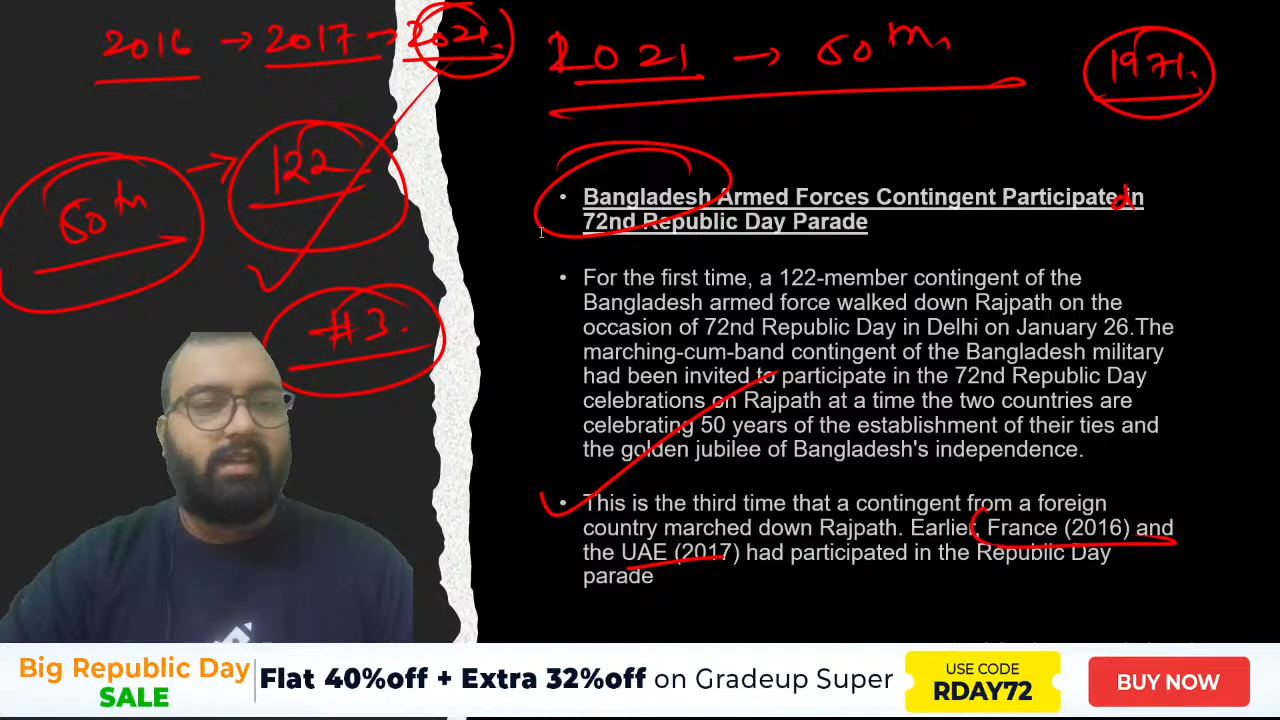 2016 → 2017 → 2021.
2021 → 50th
1971.
122
50th
#3.
• Bangladesh Armed Forces Contingent Participated in
72nd Republic Day Parade
• For the first time, a 122-member contingent of the
Bangladesh armed force walked down Rajpath on the
occasion of 72nd Republic Day in Delhi on January 26.The
marching-cum-band contingent of the Bangladesh military
had been invited to participate in the 72nd Republic Day
celebrations on Rajpath at a time the two countries are
celebrating 50 years of the establishment of their ties and
the golden jubilee of Bangladesh's independence.
• This is the third time that a contingent from a foreign
country marched down Rajpath. Earlier, France (2016) and
the UAE (2017) had participated in the Republic Day
parade
Big Republic Day
SALE
Flat 40%off + Extra 32%off on Gradeup Super
USE CODE
RDAY72
BUY NOW